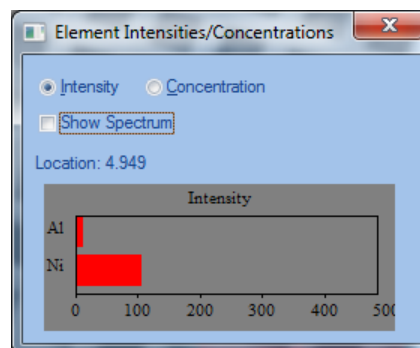 Element Intensities/Concentrations
Intensity Concentration
Show Spectrum
Location: 4.949
Intensity
Al
Ni
0 100 200 300 400 500